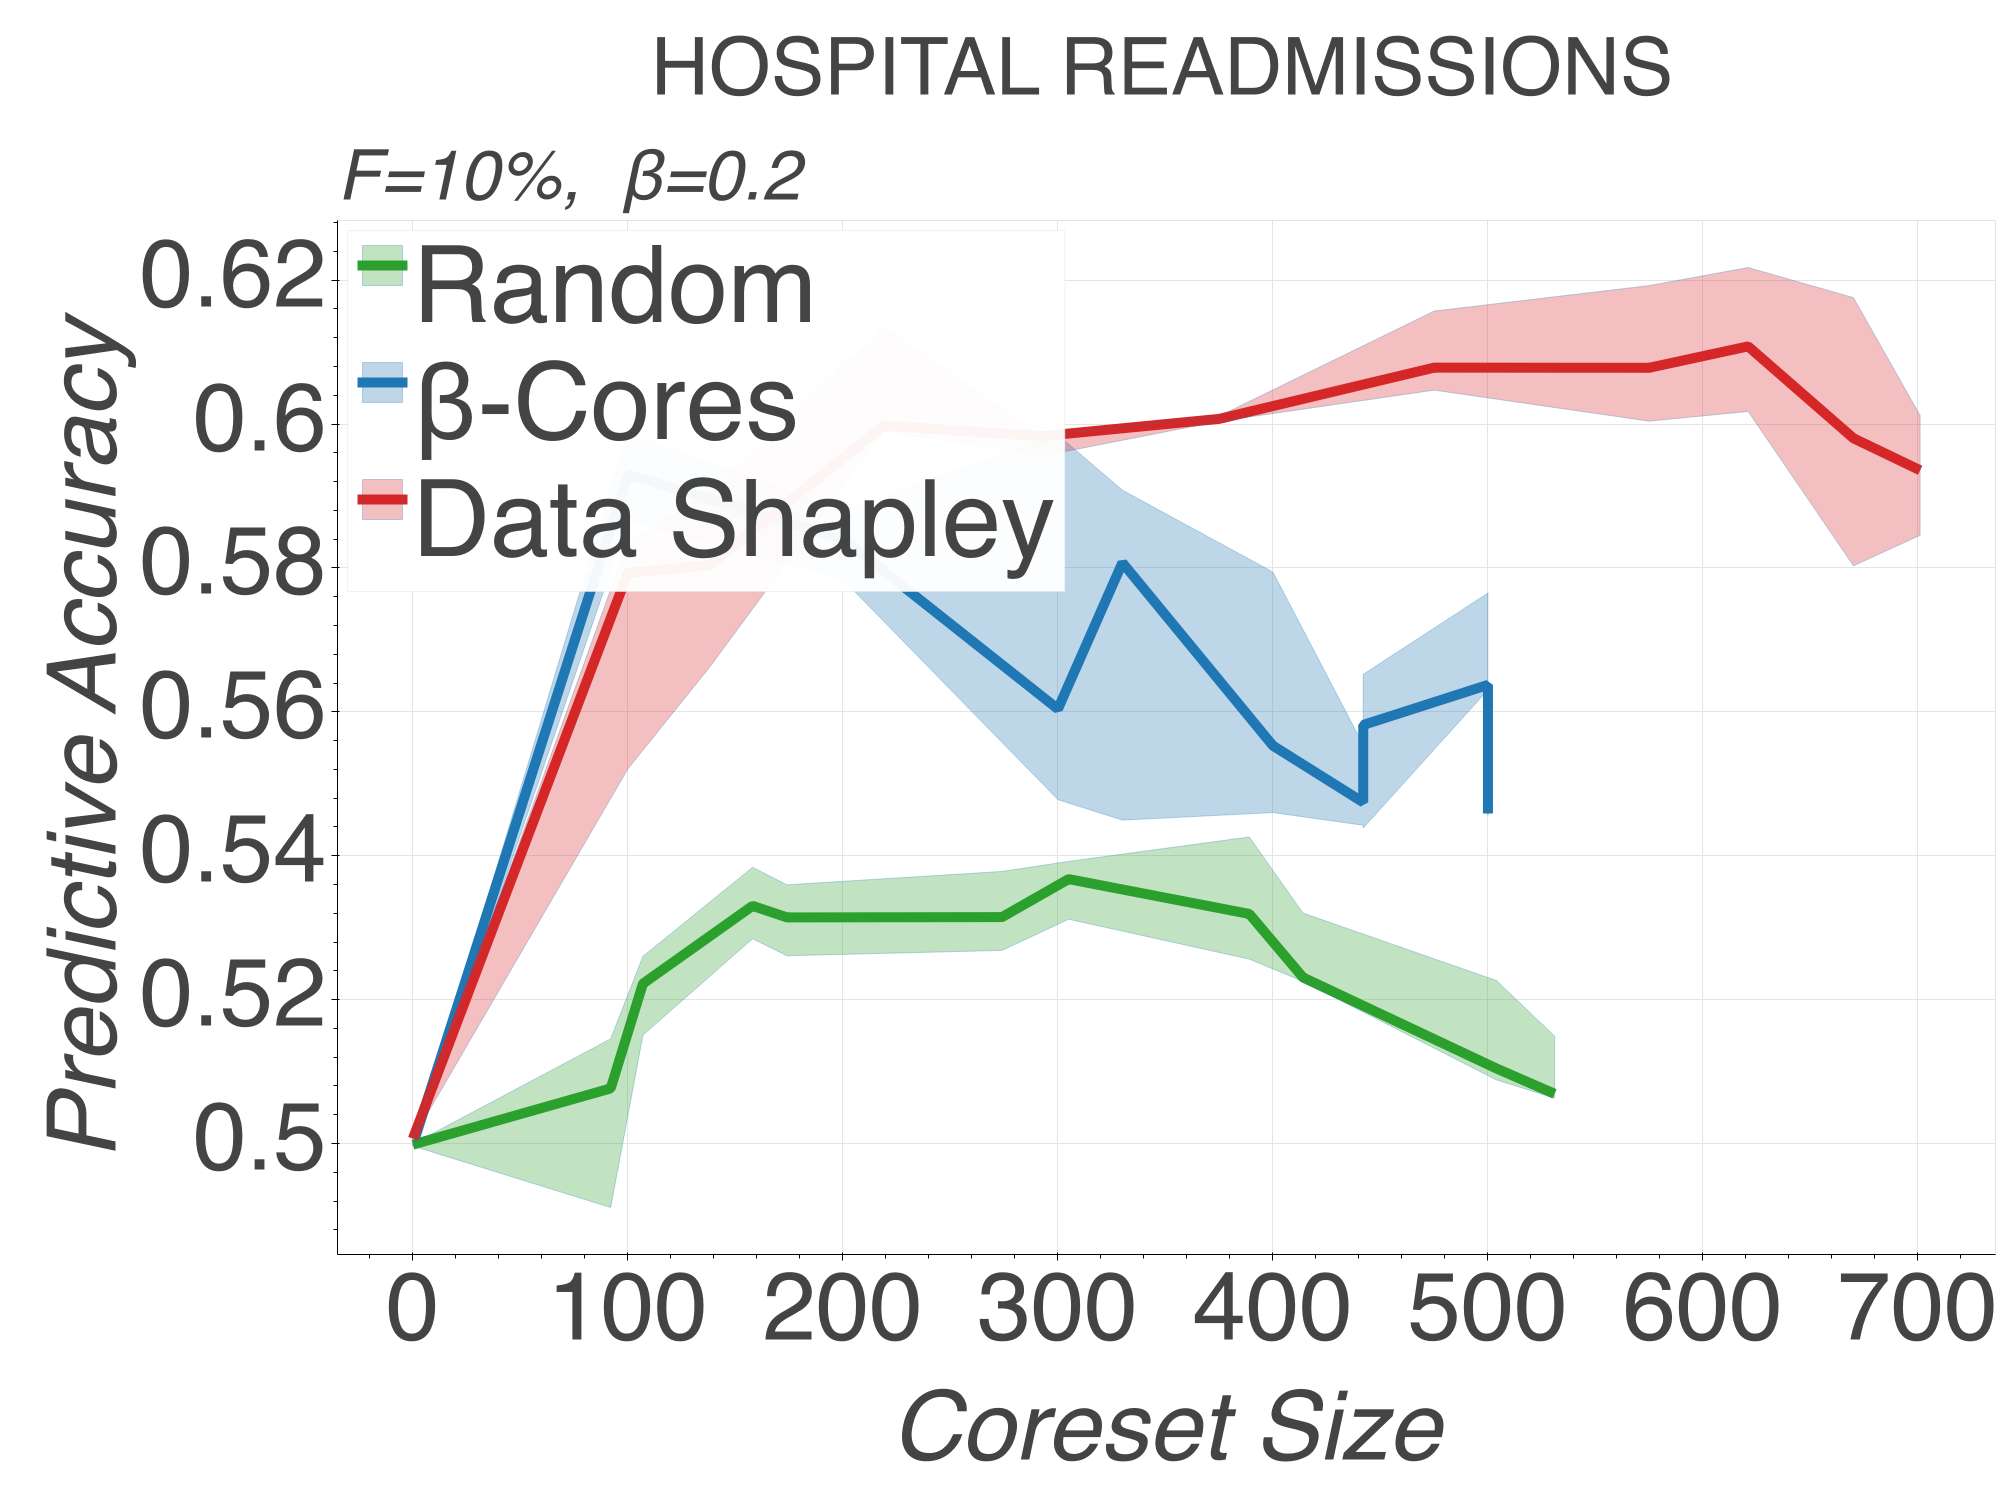 HOSPITAL READMISSIONS
F=10%, β=0.2
Random
β-Cores
Data Shapley
Predictive Accuracy
0.62
0.6
0.58
0.56
0.54
0.52
0.5
0 100 200 300 400 500 600 700
Coreset Size